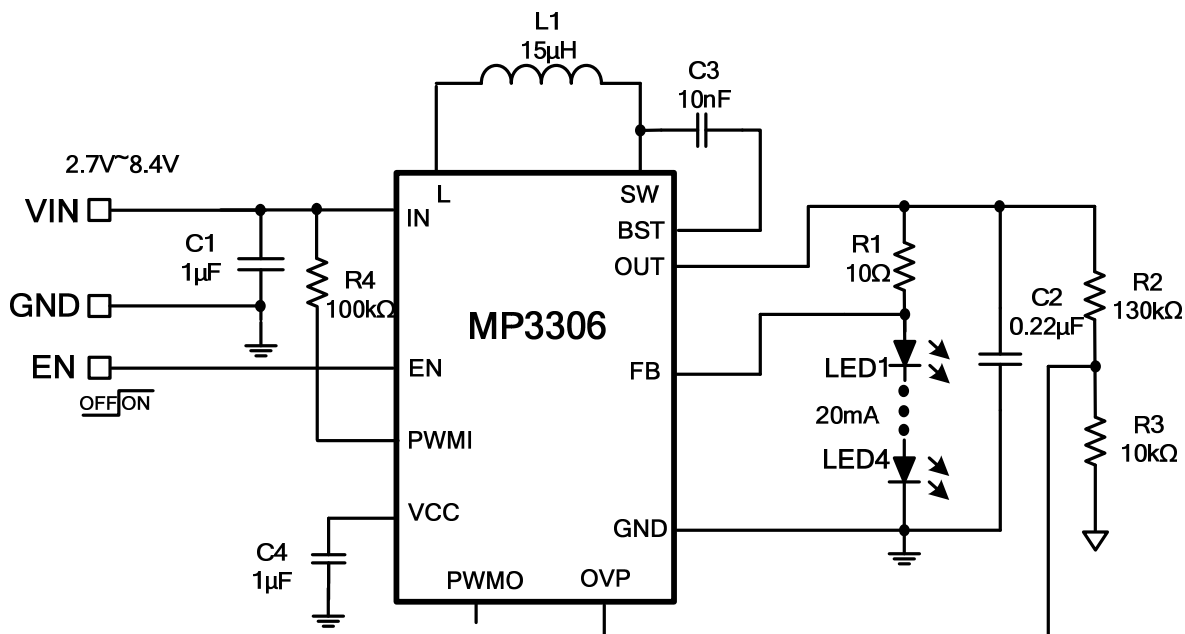 L1
15µH
C3
10nF
2.7V~8.4V
L
SW
VIN
IN
BST
C1
1µF
R4
100kΩ
OUT
R1
10Ω
R2
130kΩ
GND
MP3306
C2
0.22µF
EN
EN
FB
LED1
OFF ON
20mA
PWMI
R3
10kΩ
LED4
VCC
GND
C4
1µF
PWMO
OVP